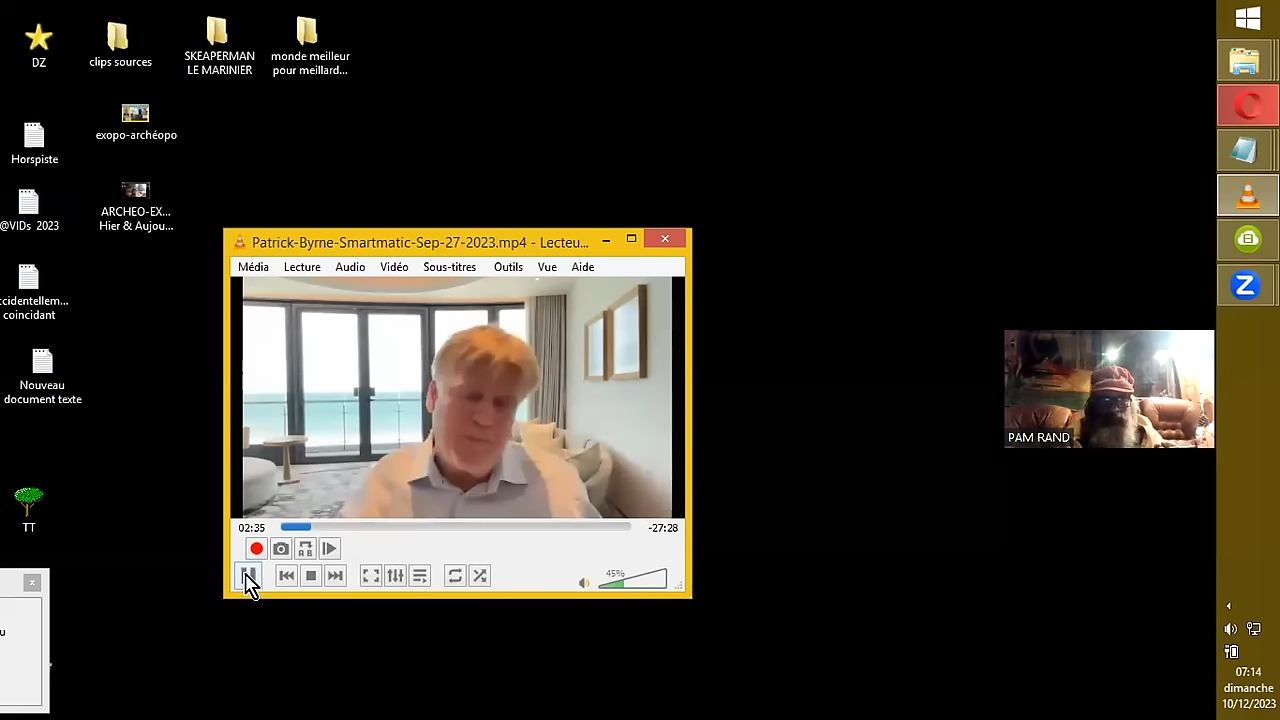 DZ
clips sources
SKEAPERMAN
LE MARINIER
monde meilleur
pour meillard...
exopo-archéopo
Horspiste
ARCHEO-EX...
Hier & Aujou...
@VIDs 2023
ccidentellem...
coincidant
Nouveau
document texte
TT
Patrick-Byrne-Smartmatic-Sep-27-2023.mp4 - Lecteu...
Média Lecture Audio Vidéo Sous-titres Outils Vue Aide
02:35
-27:28
A B
45%
u
PAM RAND
Z
07:14
dimanche
10/12/2023